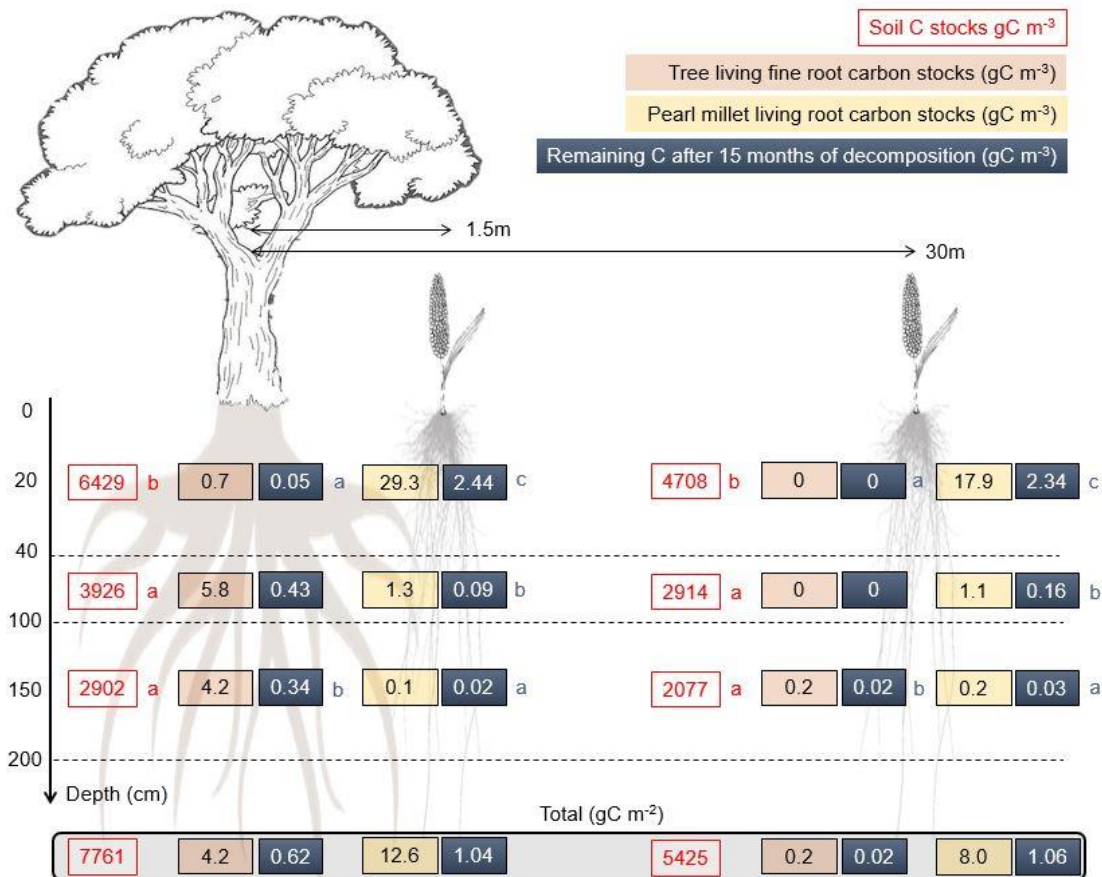 Soil C stocks gC m⁻³
Tree living fine root carbon stocks (gC m⁻³)
Pearl millet living root carbon stocks (gC m⁻³)
Remaining C after 15 months of decomposition (gC m⁻³)
1.5m
30m
0
20 6429 b 0.7 0.05 a 29.3 2.44 c 4708 b 0 0 a 17.9 2.34 c
40
3926 a 5.8 0.43 1.3 0.09 b 2914 a 0 0 1.1 0.16 b
100
150 2902 a 4.2 0.34 b 0.1 0.02 a 2077 a 0.2 0.02 b 0.2 0.03 a
200
Depth (cm)
Total (gC m⁻²)
7761 4.2 0.62 12.6 1.04 5425 0.2 0.02 8.0 1.06